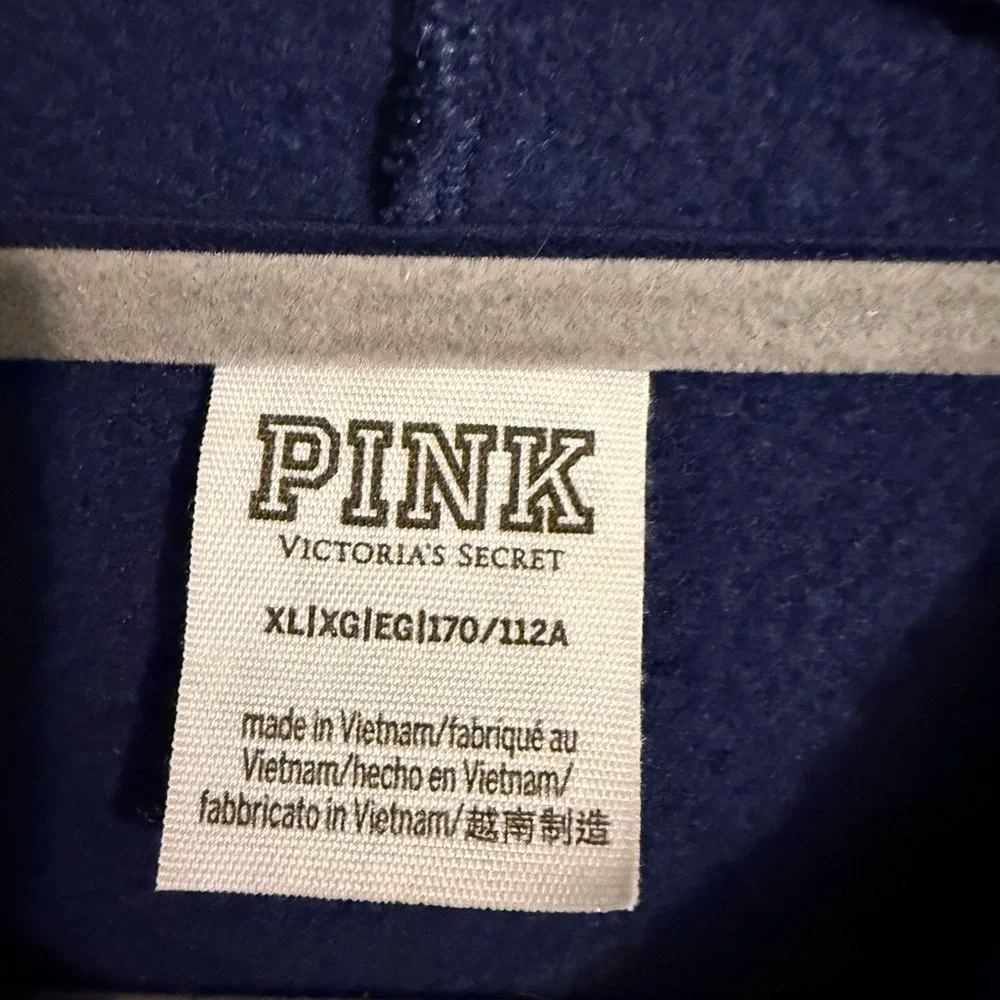 PINK
VICTORIA'S SECRET
XL|XG|EG|170/112A
made in Vietnam/fabriqué au
Vietnam/hecho en Vietnam/
fabbricato in Vietnam/越南制造